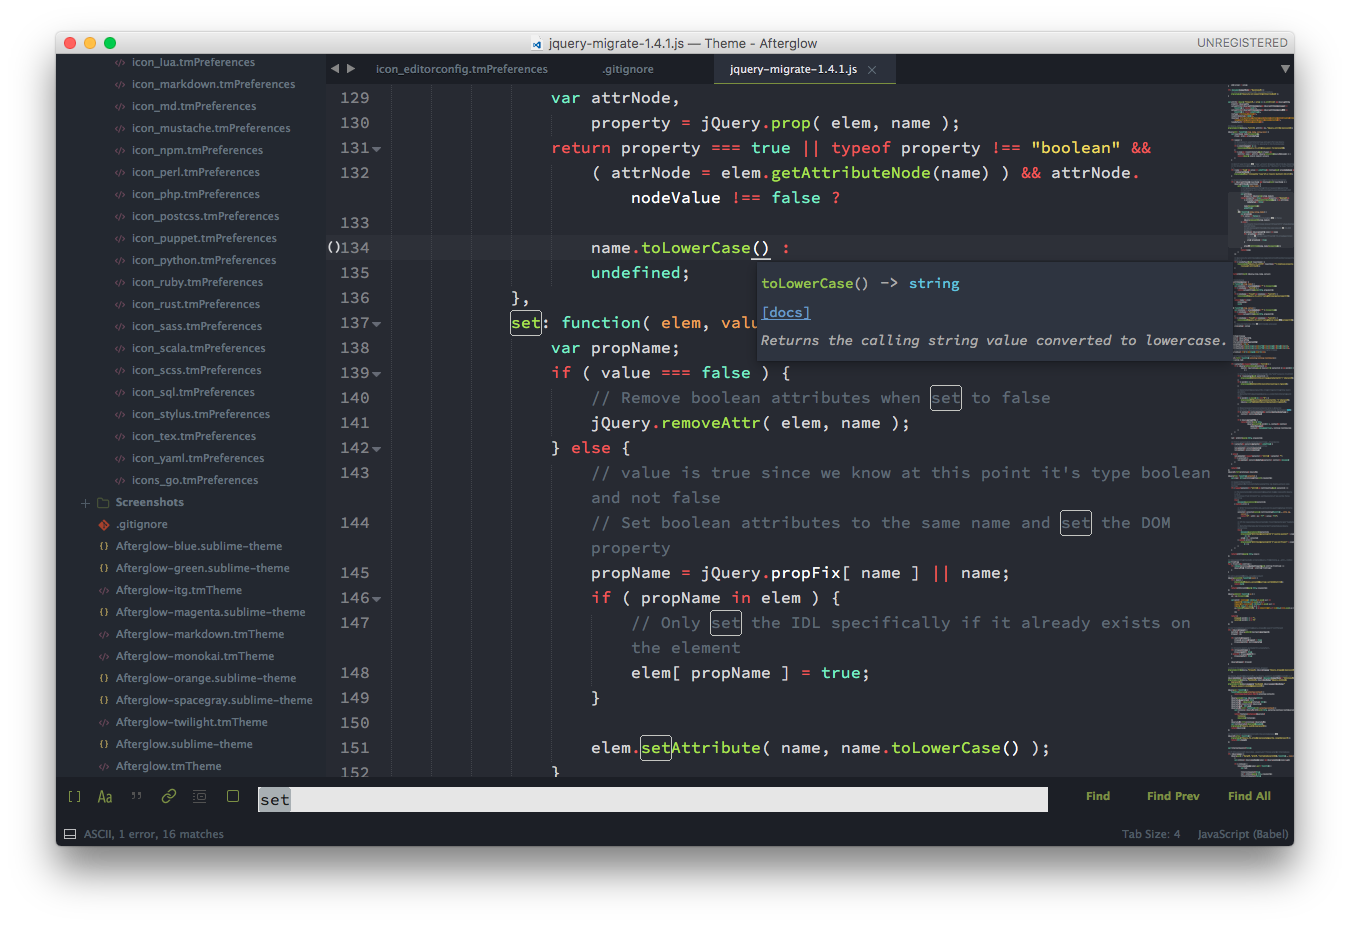 jquery-migrate-1.4.1.js — Theme - Afterglow
UNREGISTERED
icon_lua.tmPreferences
icon_markdown.tmPreferences
icon_md.tmPreferences
icon_mustache.tmPreferences
icon_npm.tmPreferences
icon_perl.tmPreferences
icon_php.tmPreferences
icon_postcss.tmPreferences
icon_puppet.tmPreferences
icon_python.tmPreferences
icon_ruby.tmPreferences
icon_rust.tmPreferences
icon_sass.tmPreferences
icon_scala.tmPreferences
icon_scss.tmPreferences
icon_sql.tmPreferences
icon_stylus.tmPreferences
icon_tex.tmPreferences
icon_yaml.tmPreferences
icons_go.tmPreferences
Screenshots
.gitignore
Afterglow-blue.sublime-theme
Afterglow-green.sublime-theme
Afterglow-itg.tmTheme
Afterglow-magenta.sublime-theme
Afterglow-markdown.tmTheme
Afterglow-monokai.tmTheme
Afterglow-orange.sublime-theme
Afterglow-spacegray.sublime-theme
Afterglow-twilight.tmTheme
Afterglow.sublime-theme
Afterglow.tmTheme
icon_editorconfig.tmPreferences
.gitignore
jquery-migrate-1.4.1.js
129 var attrNode,
130 property = jQuery.prop( elem, name );
131 return property === true || typeof property !== "boolean" &&
132 ( attrNode = elem.getAttributeNode(name) ) && attrNode.
nodeValue !== false ?
133
()134 name.toLowerCase() :
135 undefined;
136 },
137 set: function( elem, valu
138 var propName;
139 if ( value === false ) {
140 // Remove boolean attributes when set to false
141 jQuery.removeAttr( elem, name );
142 } else {
143 // value is true since we know at this point it's type boolean
and not false
144 // Set boolean attributes to the same name and set the DOM
property
145 propName = jQuery.propFix[ name ] || name;
146 if ( propName in elem ) {
147 // Only set the IDL specifically if it already exists on
the element
148 elem[ propName ] = true;
149 }
150
151 elem.setAttribute( name, name.toLowerCase() );
152 }
toLowerCase() -> string
[docs]
Returns the calling string value converted to lowercase.
[ ] Aa ” set Find Find Prev Find All
ASCII, 1 error, 16 matches
Tab Size: 4 JavaScript (Babel)